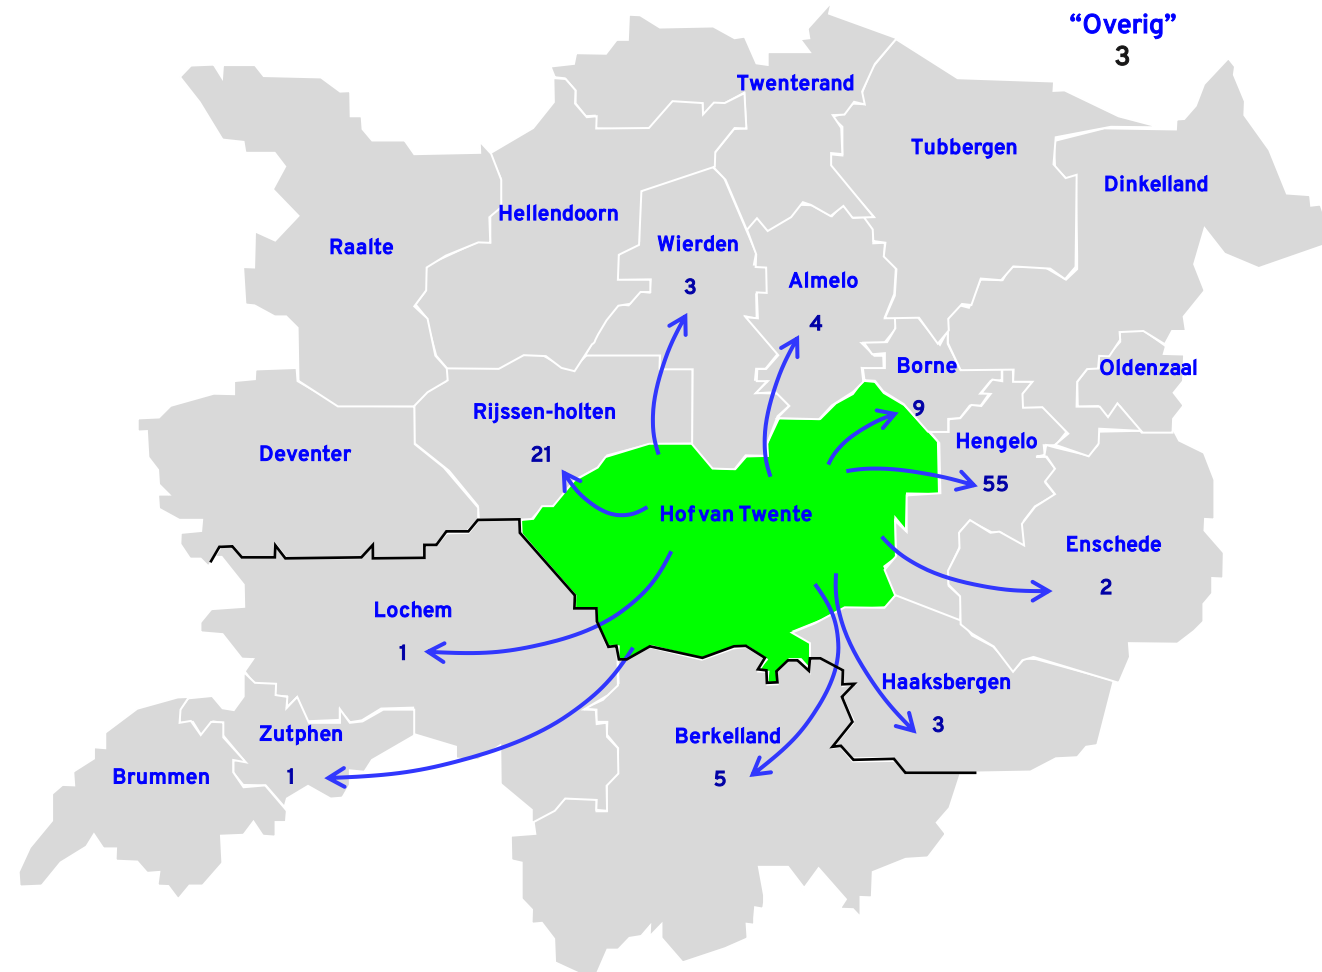 “Overig”
3
Twenterand
Tubbergen
Dinkelland
Hellendoorn
Raalte
Wierden
3
Almelo
4
Borne
9
Oldenzaal
Rijssen-holten
21
Deventer
Hengelo
55
Hof van Twente
Enschede
2
Lochem
1
Haaksbergen
3
Zutphen
1
Berkelland
5
Brummen